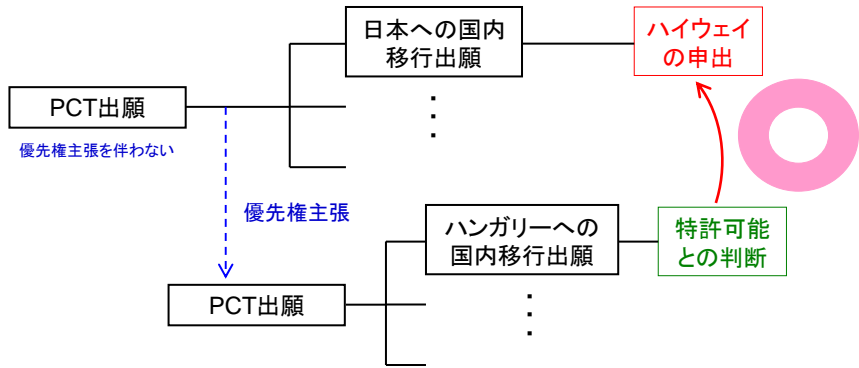 日本への国内
移行出願
ハイウェイ
の申出
PCT出願
優先権主張を伴わない
優先権主張
ハンガリーへの
国内移行出願
特許可能
との判断
PCT出願